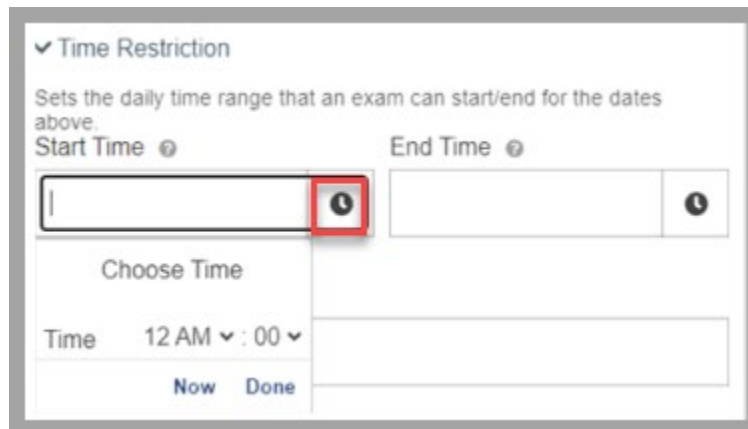 Time Restriction
Sets the daily time range that an exam can start/end for the dates
above.
Start Time End Time
Choose Time
Time 12 AM : 00
Now Done